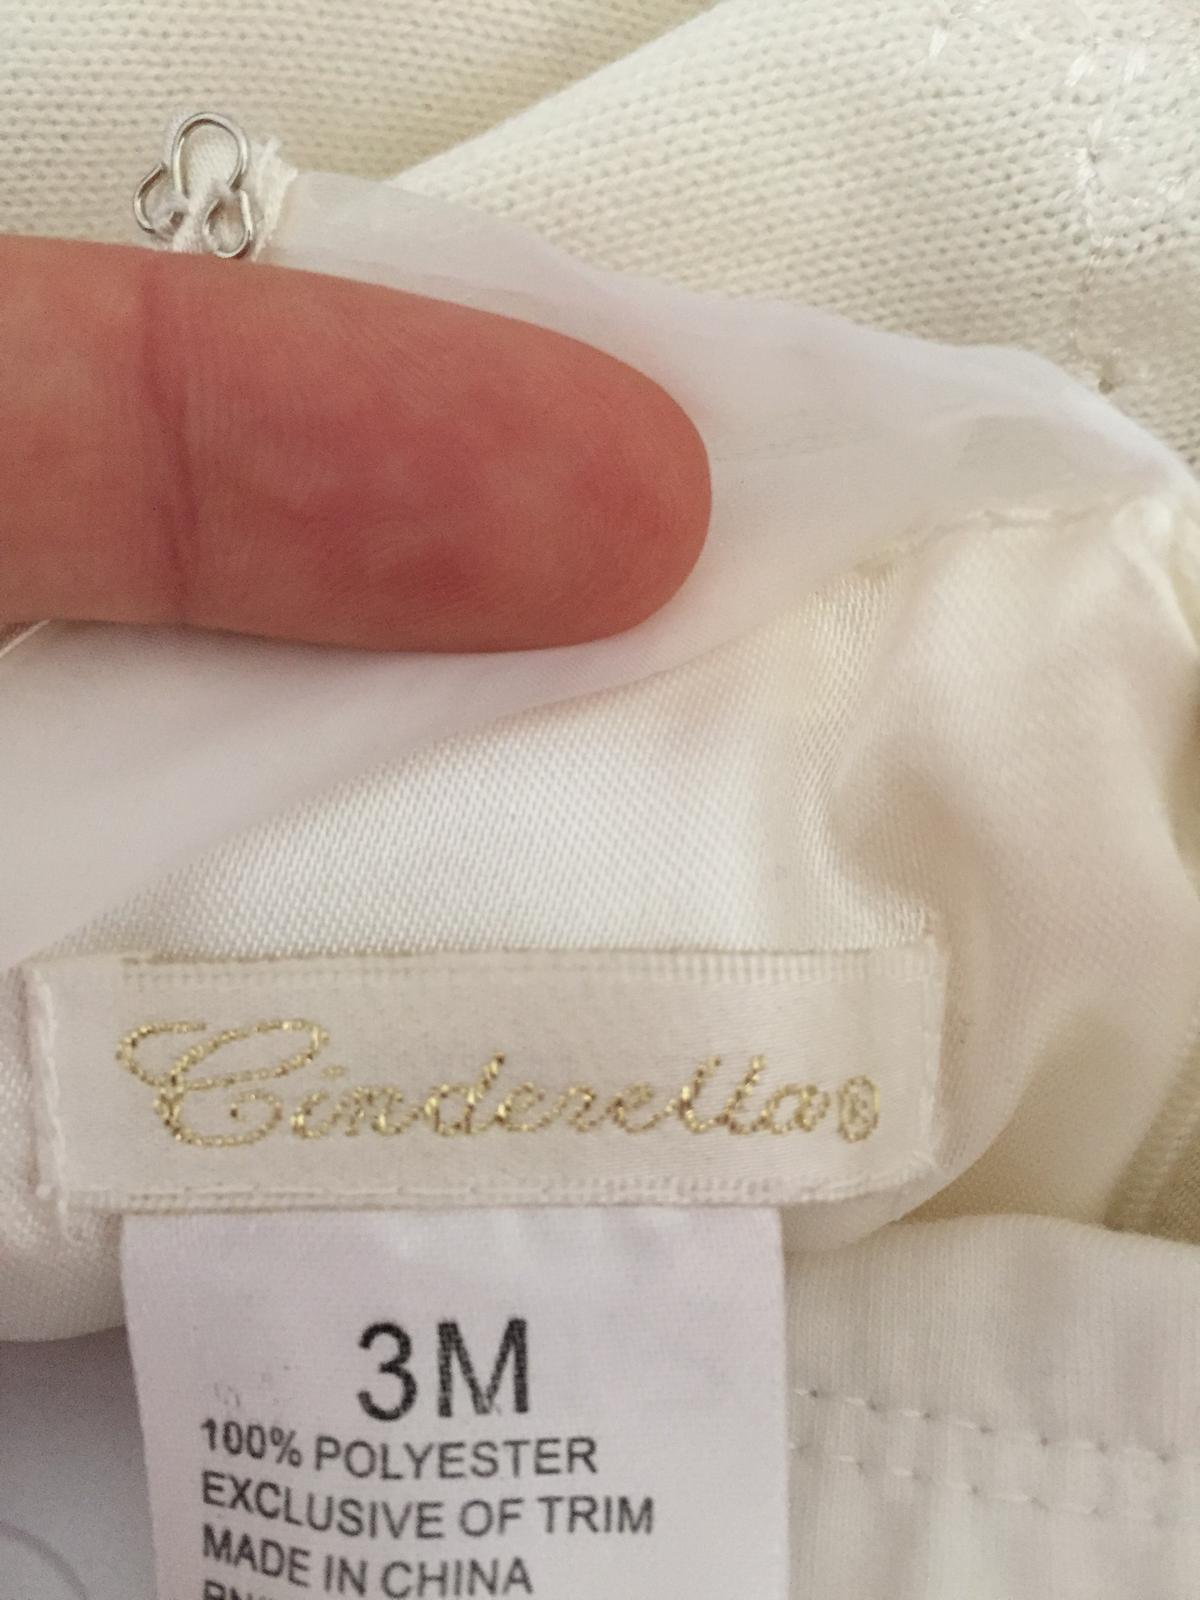 Cinderella®
3M
100% POLYESTER
EXCLUSIVE OF TRIM
MADE IN CHINA